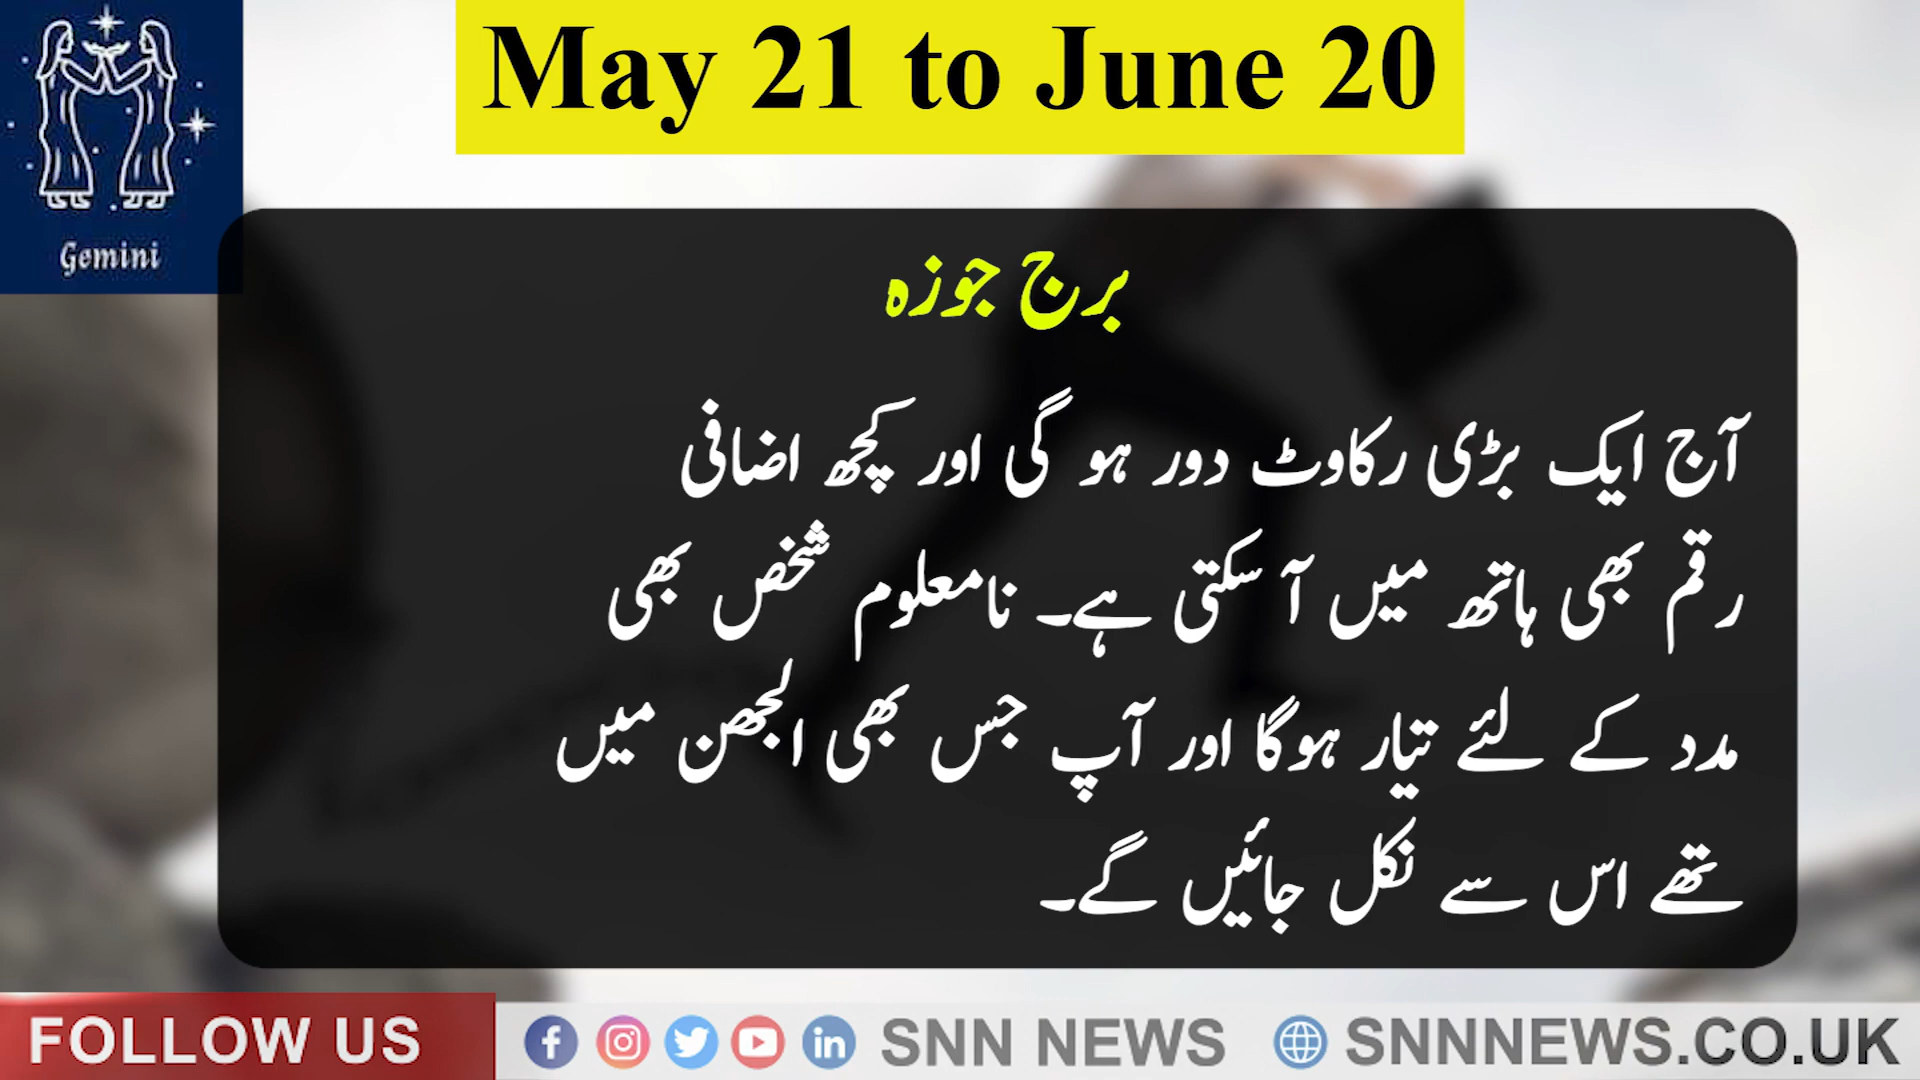 May 21 to June 20
Gemini
برج جوزہ
آج ایک بڑی رکاوٹ دور ہو گی اور کچھ اضافی
رقم بھی ہاتھ میں آ سکتی ہے۔ نامعلوم شخص بھی
مدد کے لئے تیار ہوگا اور آپ جس بھی الجھن میں
تھے اس سے نکل جائیں گے۔
FOLLOW US SNN NEWS SNNNEWS.CO.UK